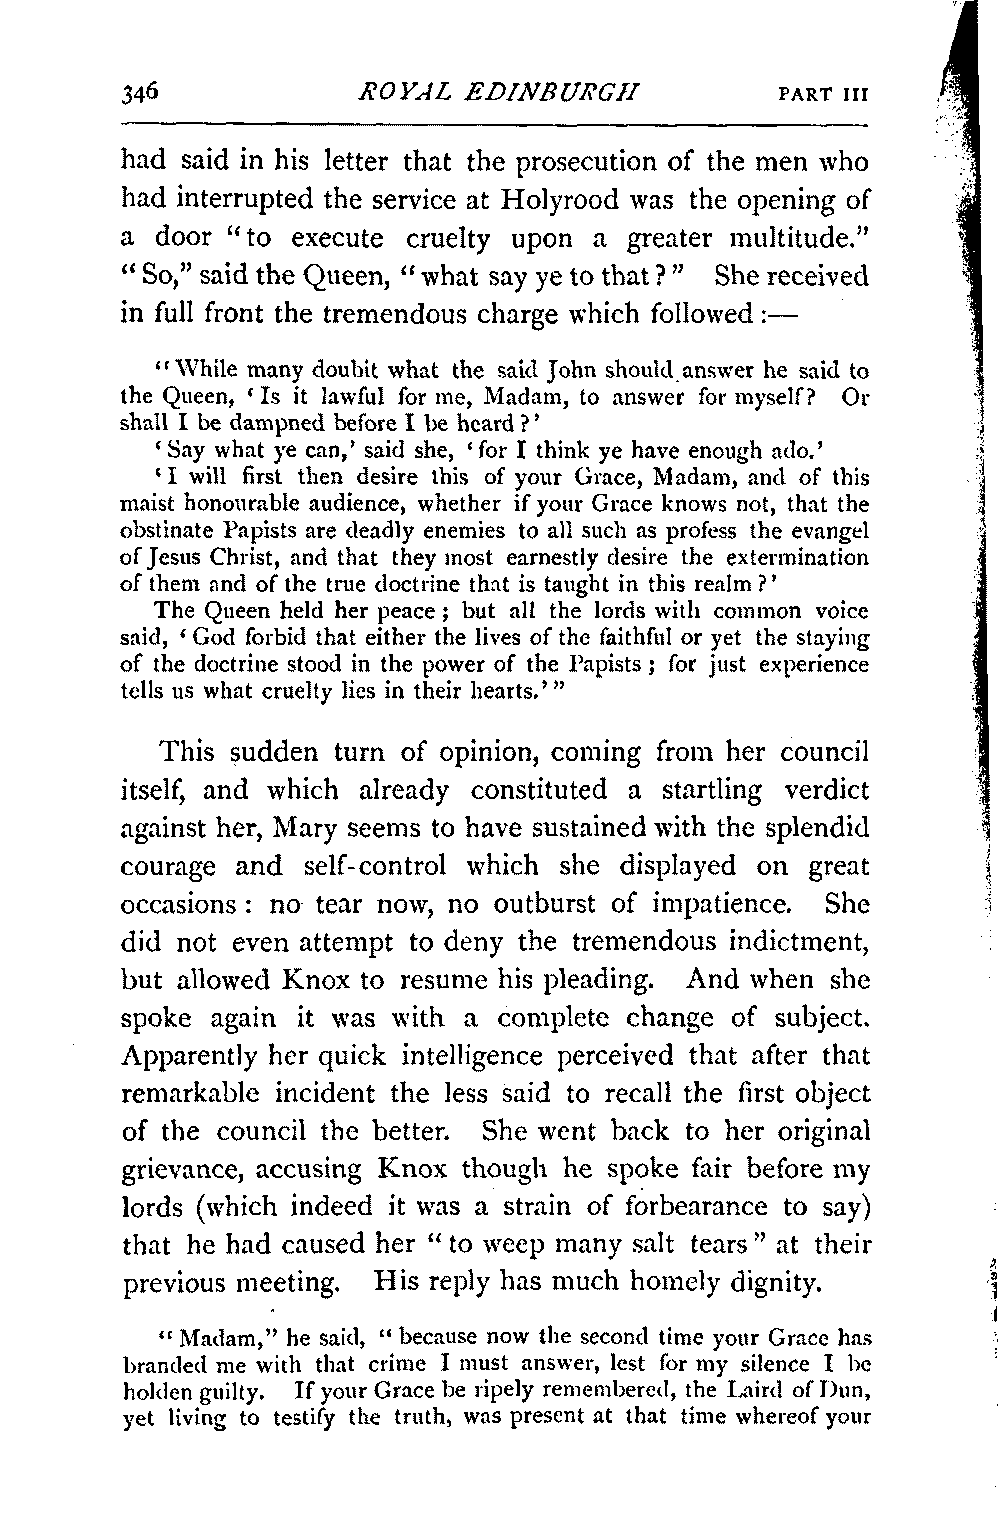 346 ROYAL EDINBURGH PART III
had said in his letter that the prosecution of the men who
had interrupted the service at Holyrood was the opening of
a door “to execute cruelty upon a greater multitude.”
“So,” said the Queen, “what say ye to that?” She received
in full front the tremendous charge which followed:—
“While many doubit what the said John should answer he said to
the Queen, ‘Is it lawful for me, Madam, to answer for myself? Or
shall I be dampned before I be heard?’
‘Say what ye can,’ said she, ‘for I think ye have enough ado.’
‘I will first then desire this of your Grace, Madam, and of this
maist honourable audience, whether if your Grace knows not, that the
obstinate Papists are deadly enemies to all such as profess the evangel
of Jesus Christ, and that they most earnestly desire the extermination
of them and of the true doctrine that is taught in this realm?’
The Queen held her peace; but all the lords with common voice
said, ‘God forbid that either the lives of the faithful or yet the staying
of the doctrine stood in the power of the Papists; for just experience
tells us what cruelty lies in their hearts.’”
This sudden turn of opinion, coming from her council
itself, and which already constituted a startling verdict
against her, Mary seems to have sustained with the splendid
courage and self-control which she displayed on great
occasions: no tear now, no outburst of impatience. She
did not even attempt to deny the tremendous indictment,
but allowed Knox to resume his pleading. And when she
spoke again it was with a complete change of subject.
Apparently her quick intelligence perceived that after that
remarkable incident the less said to recall the first object
of the council the better. She went back to her original
grievance, accusing Knox though he spoke fair before my
lords (which indeed it was a strain of forbearance to say)
that he had caused her “to weep many salt tears” at their
previous meeting. His reply has much homely dignity.
“Madam,” he said, “because now the second time your Grace has
branded me with that crime I must answer, lest for my silence I be
holden guilty. If your Grace be ripely remembered, the Laird of Dun,
yet living to testify the truth, was present at that time whereof your